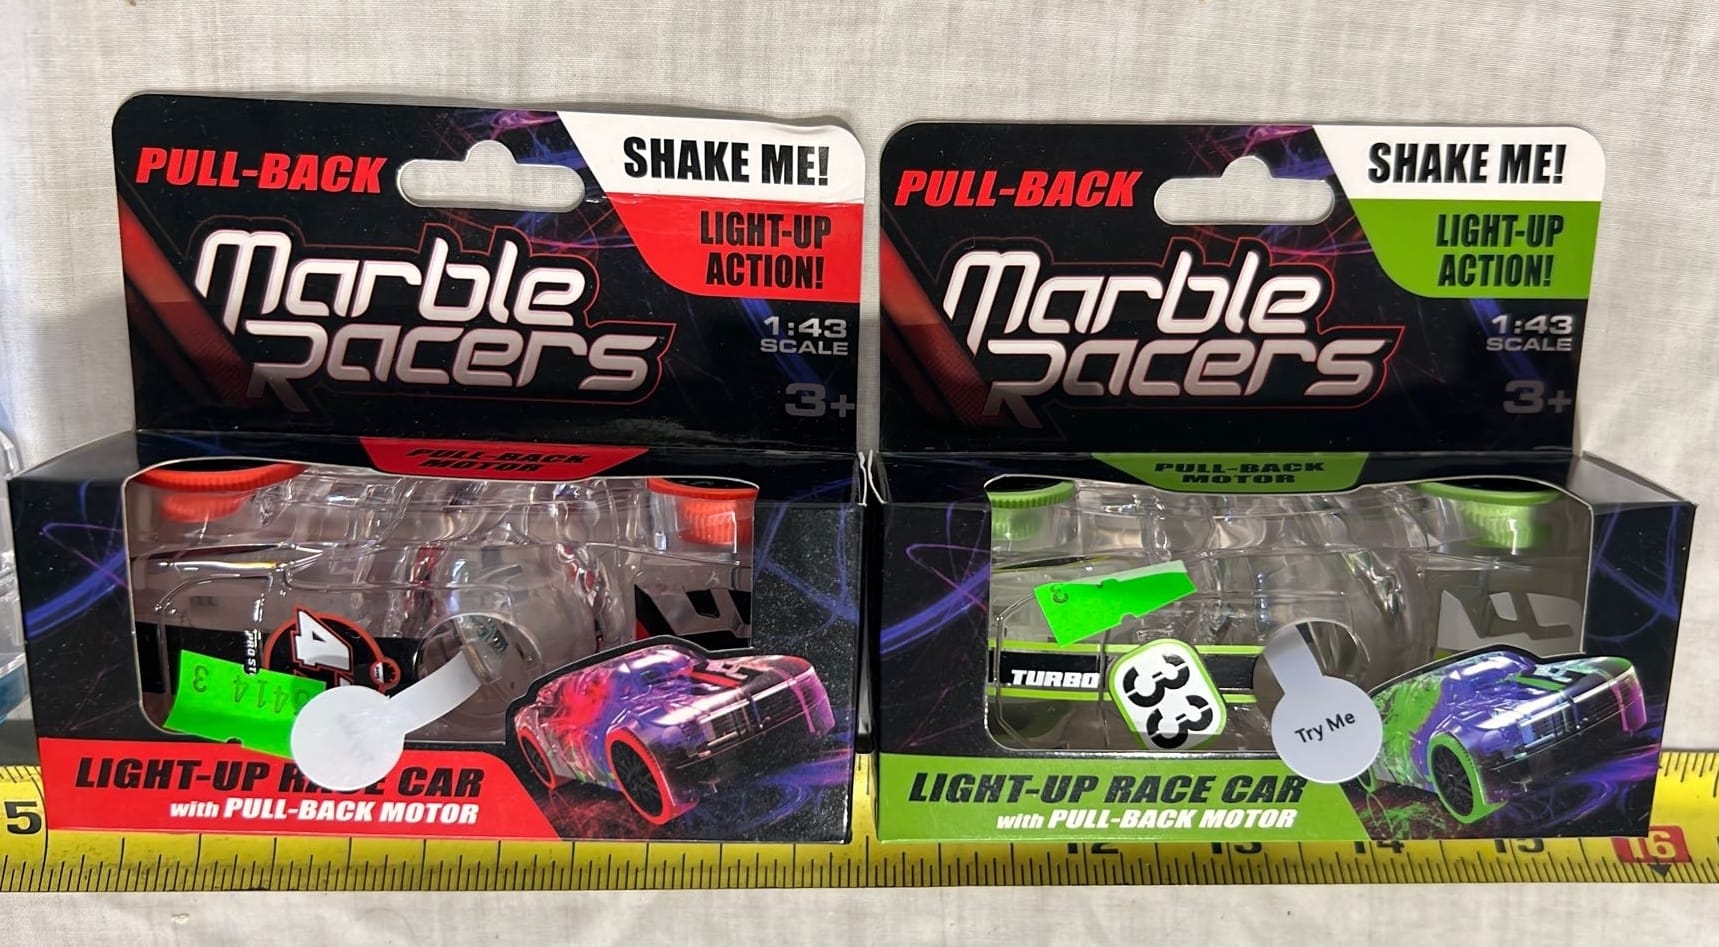 PULL-BACK
SHAKE ME!
LIGHT-UP
ACTION!
Marble
Racers
1:43
SCALE
3+
PULL-BACK
MOTOR
4
5414 3
LIGHT-UP RACE CAR
with PULL-BACK MOTOR
PULL-BACK
SHAKE ME!
LIGHT-UP
ACTION!
Marble
Racers
1:43
SCALE
3+
PULL-BACK
MOTOR
3
TURBO
33
Try Me
LIGHT-UP RACE CAR
with PULL-BACK MOTOR
5
12 13 14 15 16